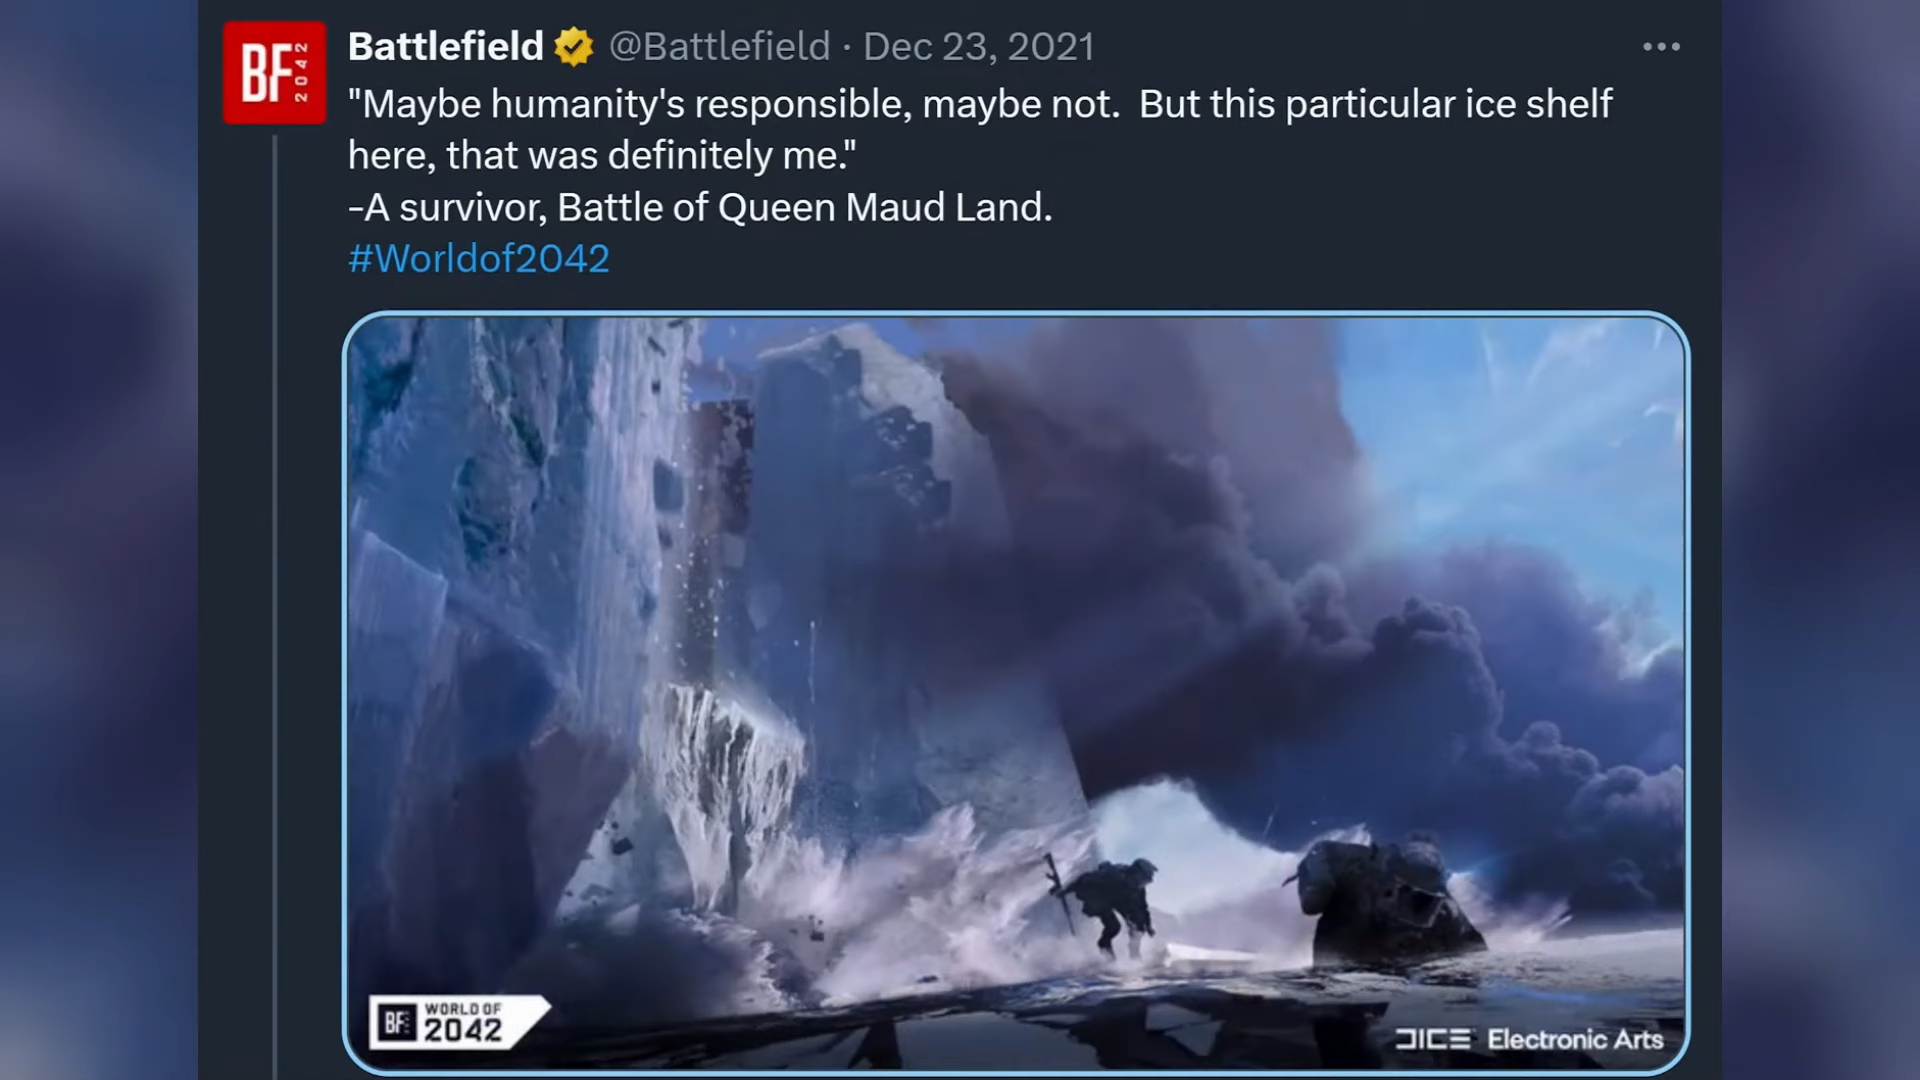 BF 2042
Battlefield @Battlefield · Dec 23, 2021
"Maybe humanity's responsible, maybe not.  But this particular ice shelf
here, that was definitely me."
-A survivor, Battle of Queen Maud Land.
#Worldof2042
BF WORLD OF
2042
DICE Electronic Arts